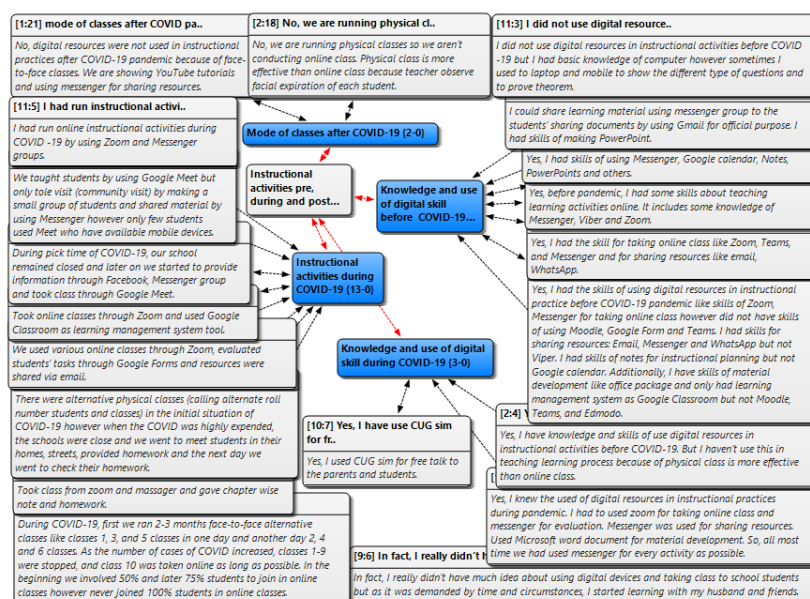 [1:21] mode of classes after COVID pa..
No, digital resources were not used in instructional
practices after COVID-19 pandemic because of face-
to-face classes. We are showing YouTube tutorials
and using messenger for sharing resources.
[2:18] No, we are running physical cl..
No, we are running physical classes so we aren't
conducting online class. Physical class is more
effective than online class because teacher observe
facial expiration of each student.
[11:3] I did not use digital resource..
I did not use digital resources in instructional activities before COVID
-19 but I had basic knowledge of computer however sometimes I
used to laptop and mobile to show the different type of questions and
to prove theorem.
[11:5] I had run instructional activi..
I had run online instructional activities during
COVID -19 by using Zoom and Messenger
groups.
Mode of classes after COVID-19 (2-0)
I could share learning material using messenger group to the
students' sharing documents by using Gmail for official purpose. I
had skills of making PowerPoint.
Yes, I had skills of using Messenger, Google calendar, Notes,
PowerPoints and others.
Instructional
activities pre,
during and post...
Knowledge and use
of digital skill
before COVID-19...
We taught students by using Google Meet but
only tole visit (community visit) by making a
small group of students and shared material by
using Messenger however only few students
used Meet who have available mobile devices.
Yes, before pandemic, I had some skills about teaching
learning activities online. It includes some knowledge of
Messenger, Viber and Zoom.
Yes, I had the skill for taking online class like Zoom, Teams,
and Messenger and for sharing resources like email,
WhatsApp.
During pick time of COVID-19, our school
remained closed and later on we started to provide
information through Facebook, Messenger group
and took class through Google Meet.
Instructional
activities during
COVID-19 (13-0)
Yes, I had the skills of using digital resources in instructional
practice before COVID-19 pandemic like skills of Zoom,
Messenger for taking online class however did not have skills
of using Moodle, Google Form and Teams. I had skills for
sharing resources: Email, Messenger and WhatsApp but not
Viper. I had skills of notes for instructional planning but not
Google calendar. Additionally, I have skills of material
development like office package and only had learning
management system as Google Classroom but not Moodle,
Teams, and Edmodo.
Took online classes through Zoom and used Google
Classroom as learning management system tool.
We used various online classes through Zoom, evaluated
students' tasks through Google Forms and resources were
shared via email.
Knowledge and use of digital
skill during COVID-19 (3-0)
There were alternative physical classes (calling alternate roll
number students and classes) in the initial situation of
COVID-19 however when the COVID was highly expended,
the schools were close and we went to meet students in their
homes, streets, provided homework and the next day we
went to check their homework.
[10:7] Yes, I have use CUG sim
for fr..
Yes, I used CUG sim for free talk to
the parents and students.
[2:4]
Yes, I have knowledge and skills of use digital resources in
instructional activities before COVID-19. But I haven't use this in
teaching learning process because of physical class is more effective
than online class.
Took class from zoom and massager and gave chapter wise
note and homework.
Yes, I knew the used of digital resources in instructional practices
during pandemic. I had to used zoom for taking online class and
messenger for evaluation. Messenger was used for sharing resources.
Used Microsoft word document for material development. So, all most
time we had used messenger for every activity as possible.
During COVID-19, first we ran 2-3 months face-to-face alternative
classes like classes 1, 3, and 5 classes in one day and another day 2, 4
and 6 classes. As the number of cases of COVID increased, classes 1-9
were stopped, and class 10 was taken online as long as possible. In the
beginning we involved 50% and later 75% students to join in online
classes however never joined 100% students in online classes.
[9:6] In fact, I really didn't h
In fact, I really didn't have much idea about using digital devices and taking class to school students
but as it was demanded by time and circumstances, I started learning with my husband and friends.